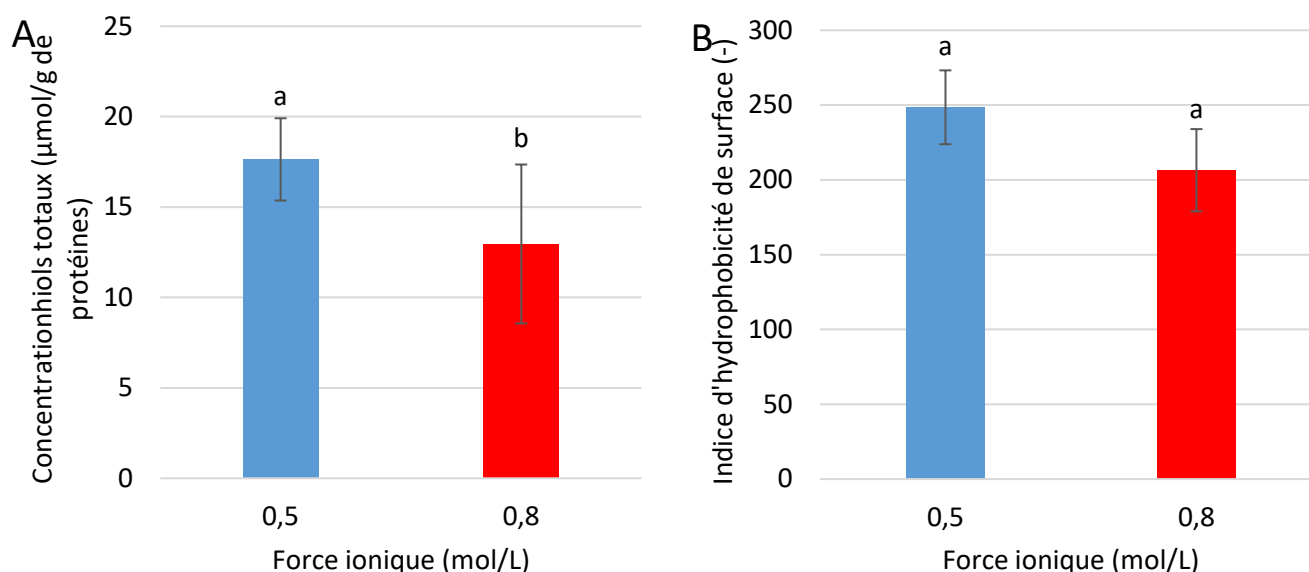 A
Concentrationhiols totaux (µmol/g de
protéines)
25
20
15
10
5
0
a
b
0,5
0,8
Force ionique (mol/L)
B
Indice d'hydrophobicité de surface (-)
300
250
200
150
100
50
0
a
a
0,5
0,8
Force ionique (mol/L)